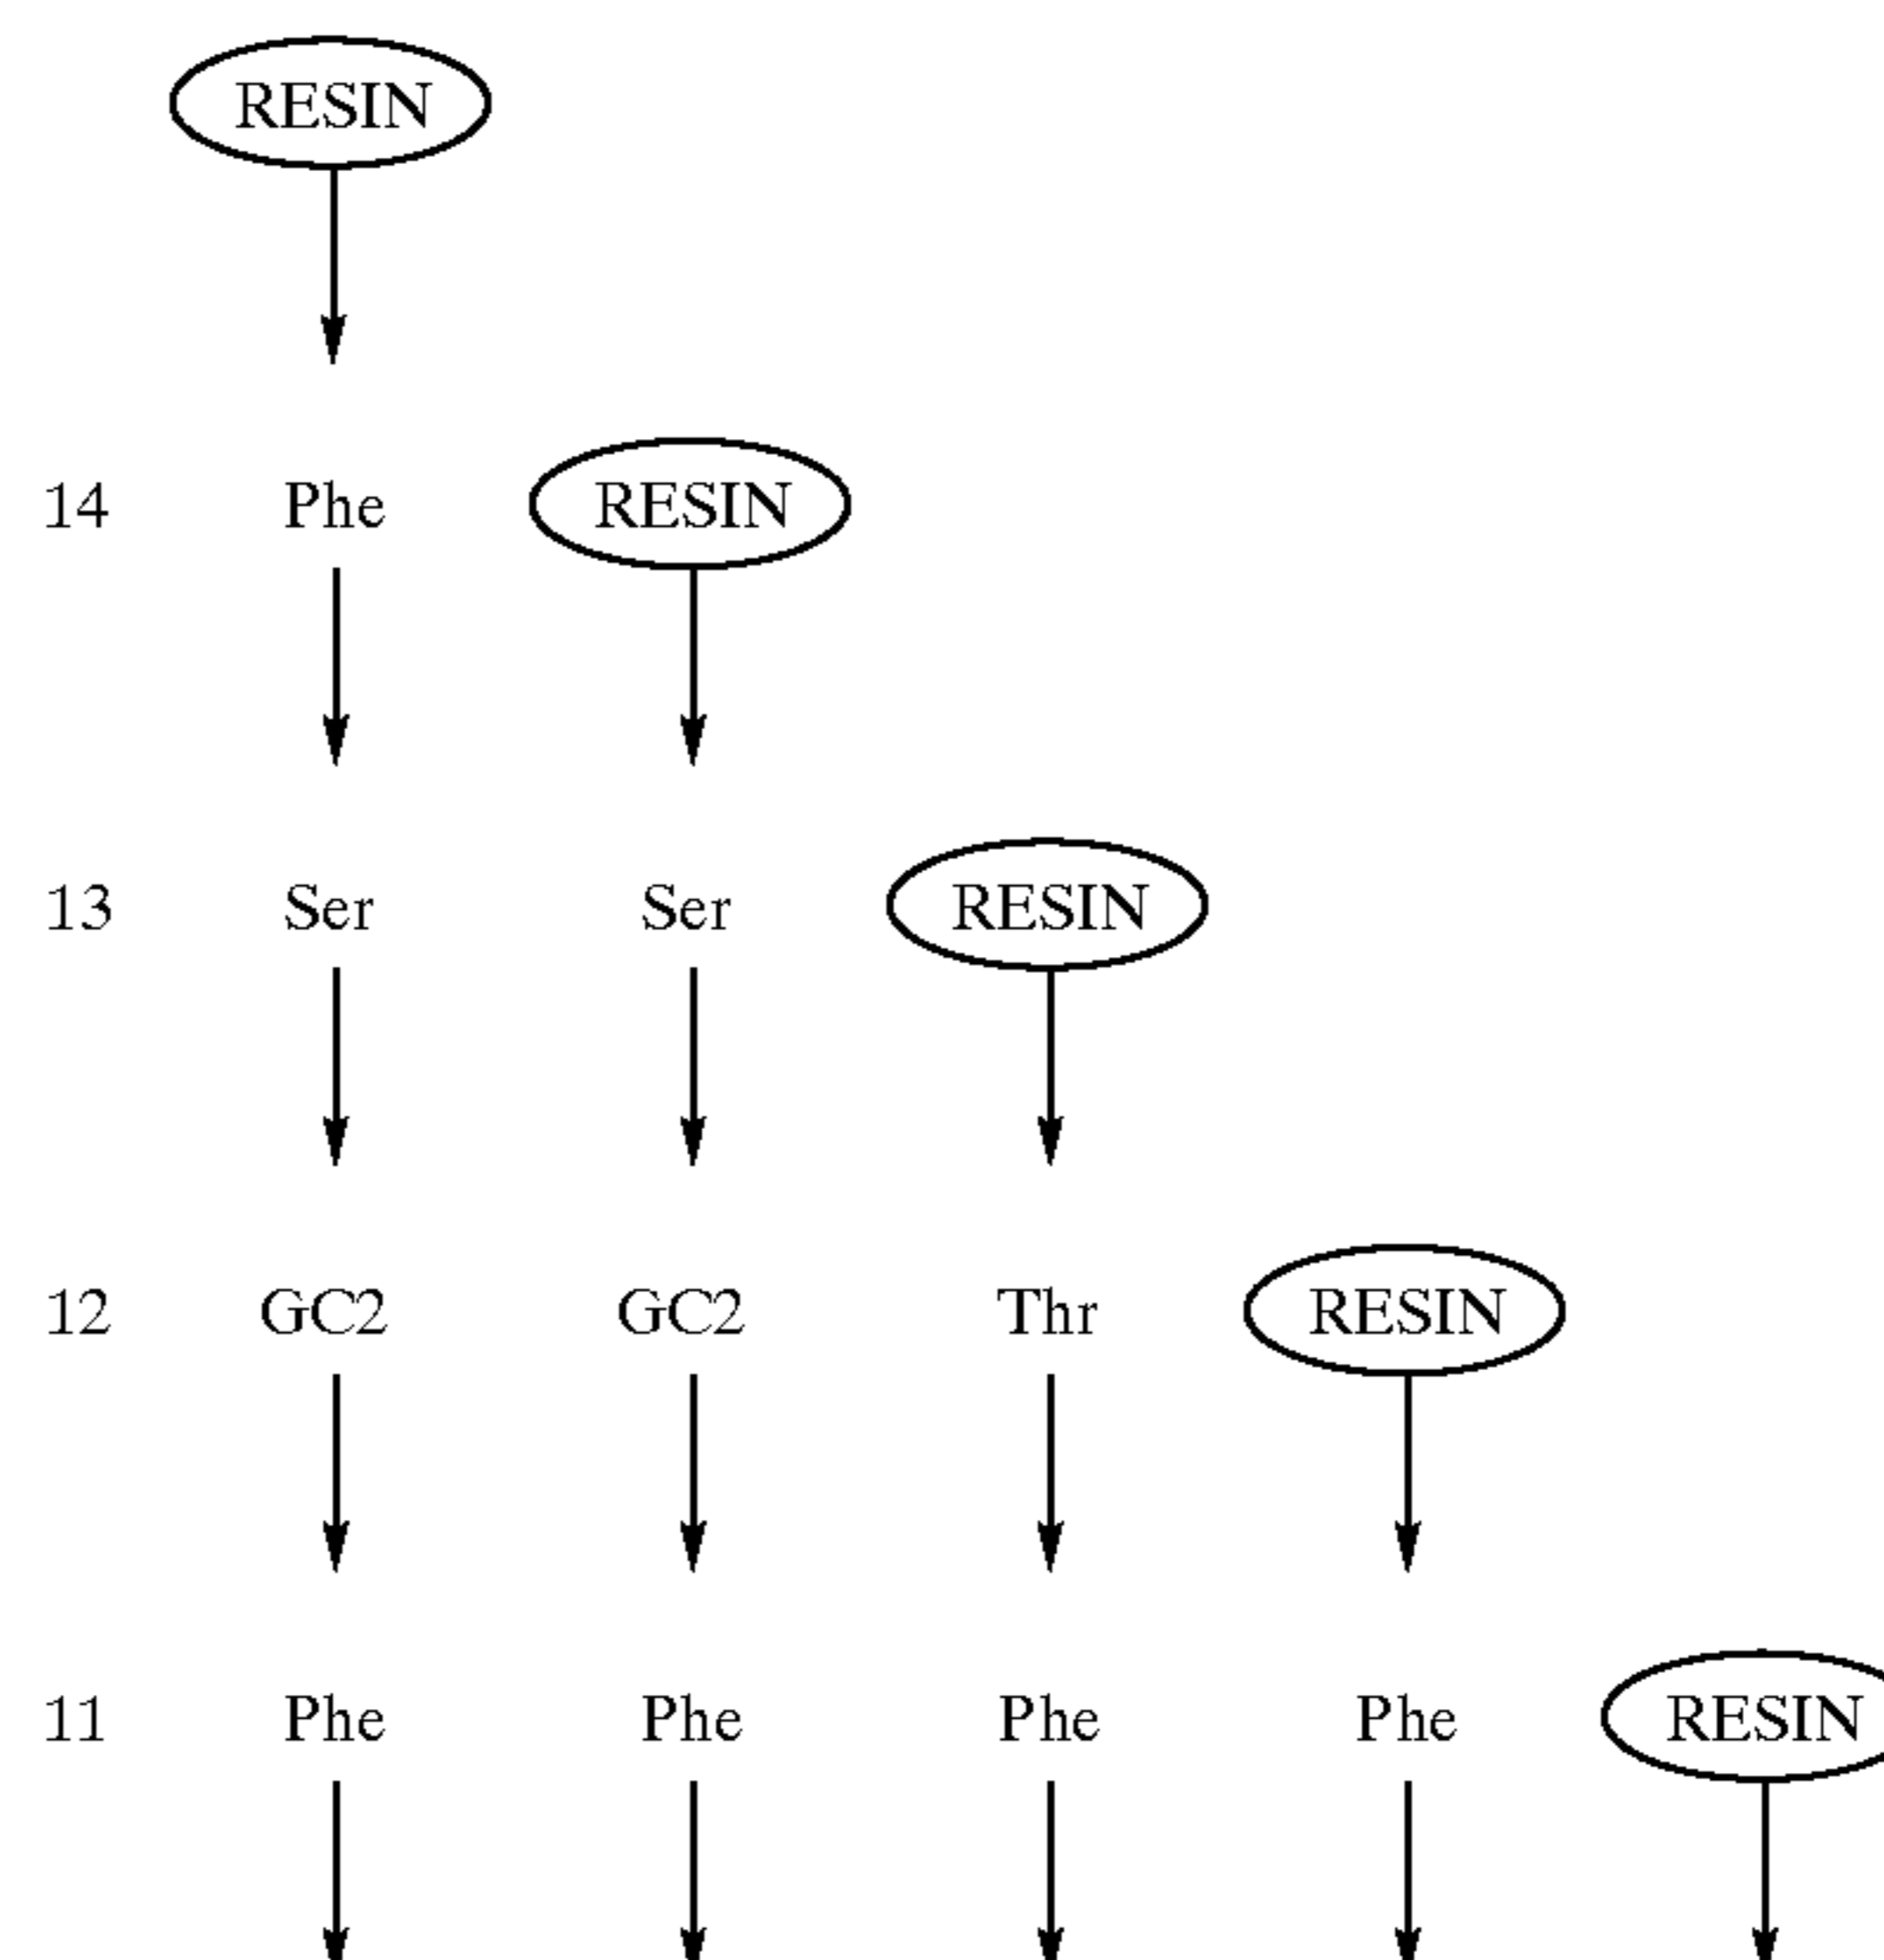 RESIN
14 Phe RESIN
13 Ser Ser RESIN
12 GC2 GC2 Thr RESIN
11 Phe Phe Phe Phe RESIN